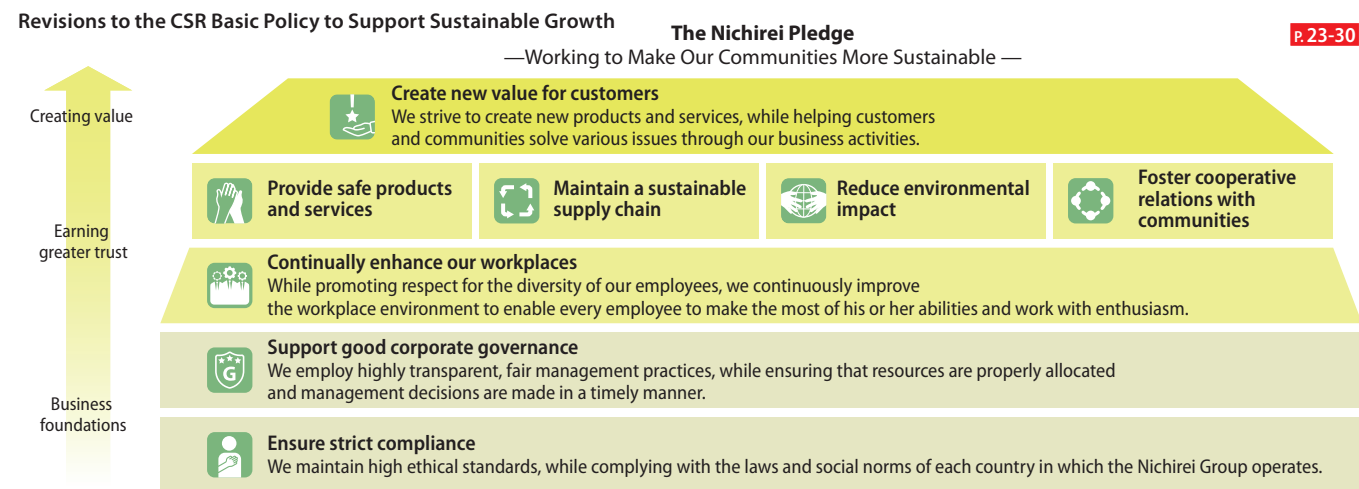 Revisions to the CSR Basic Policy to Support Sustainable Growth
The Nichirei Pledge
—Working to Make Our Communities More Sustainable —
P. 23-30
Creating value
Create new value for customers
We strive to create new products and services, while helping customers
and communities solve various issues through our business activities.
Earning
greater trust
Provide safe products
and services
Maintain a sustainable
supply chain
Reduce environmental
impact
Foster cooperative
relations with
communities
Continually enhance our workplaces
While promoting respect for the diversity of our employees, we continuously improve
the workplace environment to enable every employee to make the most of his or her abilities and work with enthusiasm.
Business
foundations
G
Support good corporate governance
We employ highly transparent, fair management practices, while ensuring that resources are properly allocated
and management decisions are made in a timely manner.
Ensure strict compliance
We maintain high ethical standards, while complying with the laws and social norms of each country in which the Nichirei Group operates.